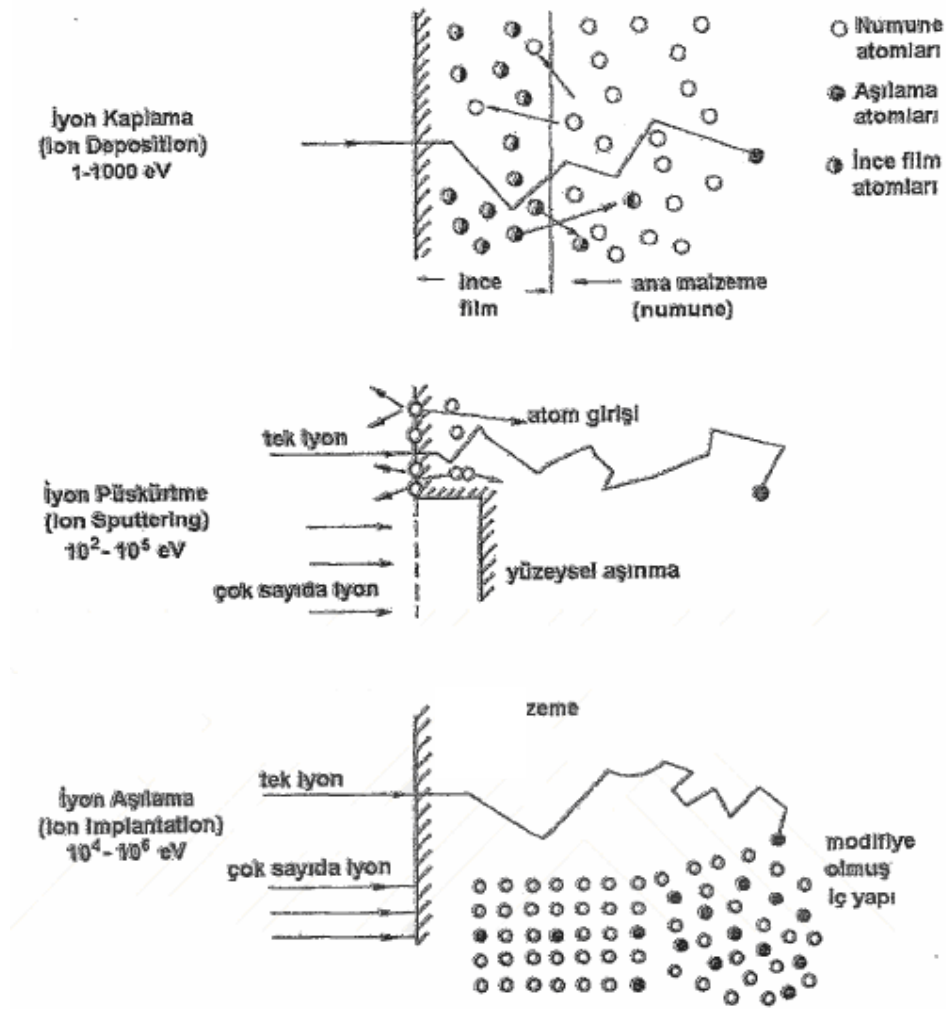 Numune
atomları
Aşılama
atomları
İnce film
atomları
İyon Kaplama
(Ion Deposition)
1-1000 eV
ince
film
ana malzeme
(numune)
atom girişi
tek iyon
İyon Püskürtme
(Ion Sputtering)
10²- 10⁵ eV
yüzeysel aşınma
çok sayıda iyon
zeme
tek iyon
İyon Aşılama
(Ion Implantation)
10⁴- 10⁶ eV
çok sayıda iyon
modifiye
olmuş
iç yapı